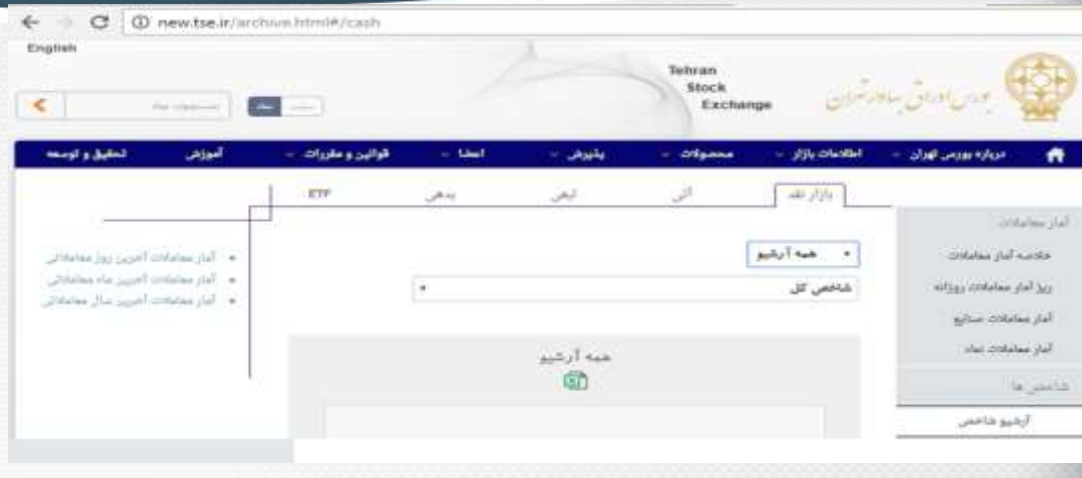 new.tse.ir/archive.html#/cash
English
Tehran
Stock
Exchange
بورس اوراق بهادار تهران
درباره بورس تهران
اطلاعات بازار
محصولات
پذیرش
اعضا
قوانین و مقررات
آموزش
تحقیق و توسعه
بازار نقد
آتی
تبعی
بدهی
ETF
آمار معاملات
خلاصه آمار معاملات
ریز آمار معاملات روزانه
آمار معاملات صنایع
آمار معاملات نماد
شاخص ها
آرشیو شاخص
همه آرشیو
شاخص کل
همه آرشیو
آمار معاملات آخرین روز معاملاتی
آمار معاملات آخرین ماه معاملاتی
آمار معاملات آخرین سال معاملاتی